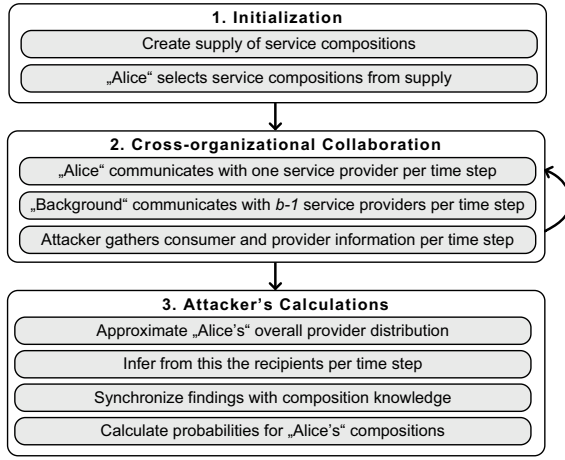 1. Initialization
Create supply of service compositions
„Alice“ selects service compositions from supply
2. Cross-organizational Collaboration
„Alice“ communicates with one service provider per time step
„Background“ communicates with b-1 service providers per time step
Attacker gathers consumer and provider information per time step
3. Attacker's Calculations
Approximate „Alice's“ overall provider distribution
Infer from this the recipients per time step
Synchronize findings with composition knowledge
Calculate probabilities for „Alice's“ compositions